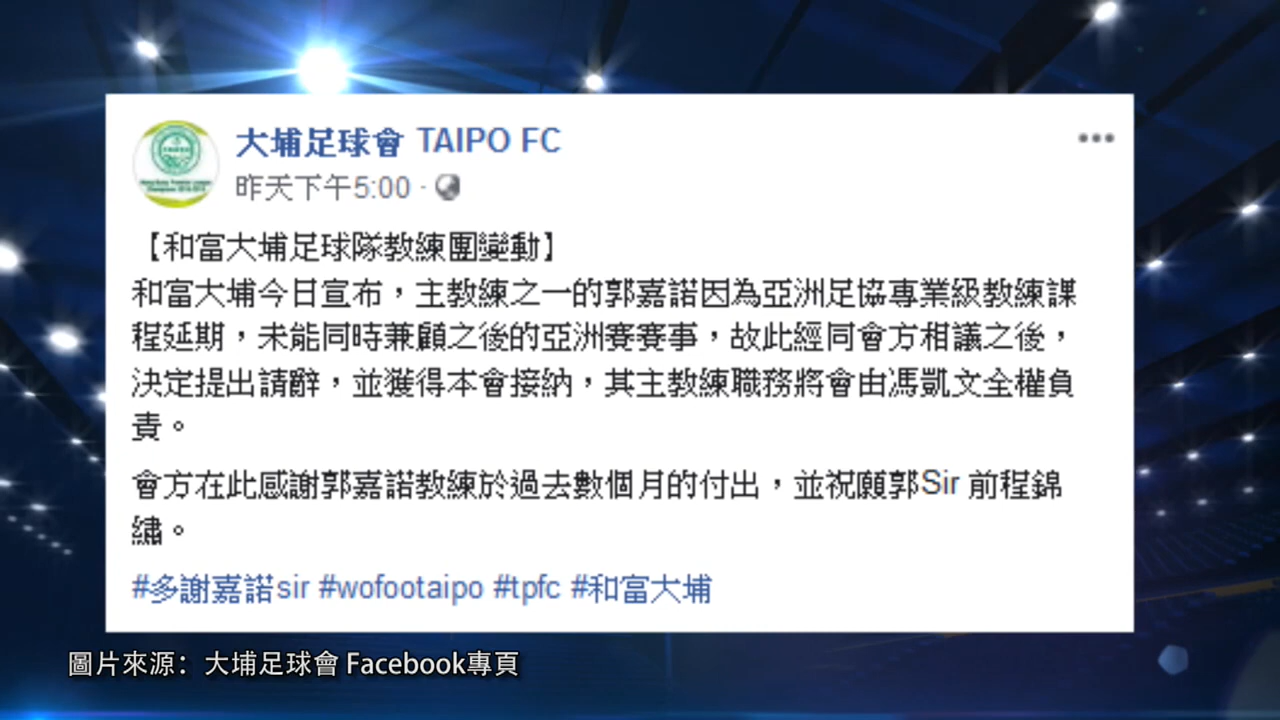 大埔足球會 TAIPO FC
昨天下午5:00 ·
【和富大埔足球隊教練團變動】
和富大埔今日宣布，主教練之一的郭嘉諾因為亞洲足協專業級教練課
程延期，未能同時兼顧之後的亞洲賽賽事，故此經同會方相議之後，
決定提出請辭，並獲得本會接納，其主教練職務將會由馮凱文全權負
責。
會方在此感謝郭嘉諾教練於過去數個月的付出，並祝願郭Sir 前程錦
繡。
#多謝嘉諾sir #wofootaipo #tpfc #和富大埔
圖片來源：大埔足球會 Facebook專頁